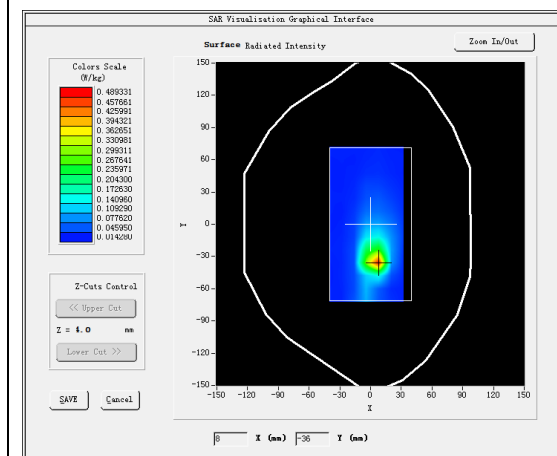 SAR Visualisation Graphical Interface
Surface Radiated Intensity
Zoom In/Out
Colors Scale
(W/kg)
0.489331
0.457661
0.425991
0.394321
0.362651
0.330981
0.299311
0.267641
0.235971
0.204300
0.172630
0.140960
0.109290
0.077620
0.045950
0.014280
150
120
90
60
30
0
-30
-60
-90
-120
-150
Y
-150 -120 -90 -60 -30 0 30 60 90 120 150
X
Z-Cuts Control
<< Upper Cut
Z = 4.0 mm
Lower Cut >>
SAVE
Cancel
8 X (mm) -36 Y (mm)